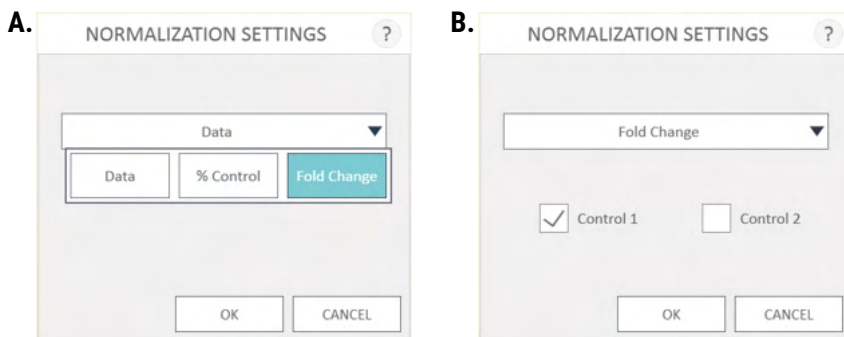 A.
NORMALIZATION SETTINGS ?
Data
Data % Control Fold Change
OK CANCEL
B.
NORMALIZATION SETTINGS ?
Fold Change
Control 1 Control 2
OK CANCEL